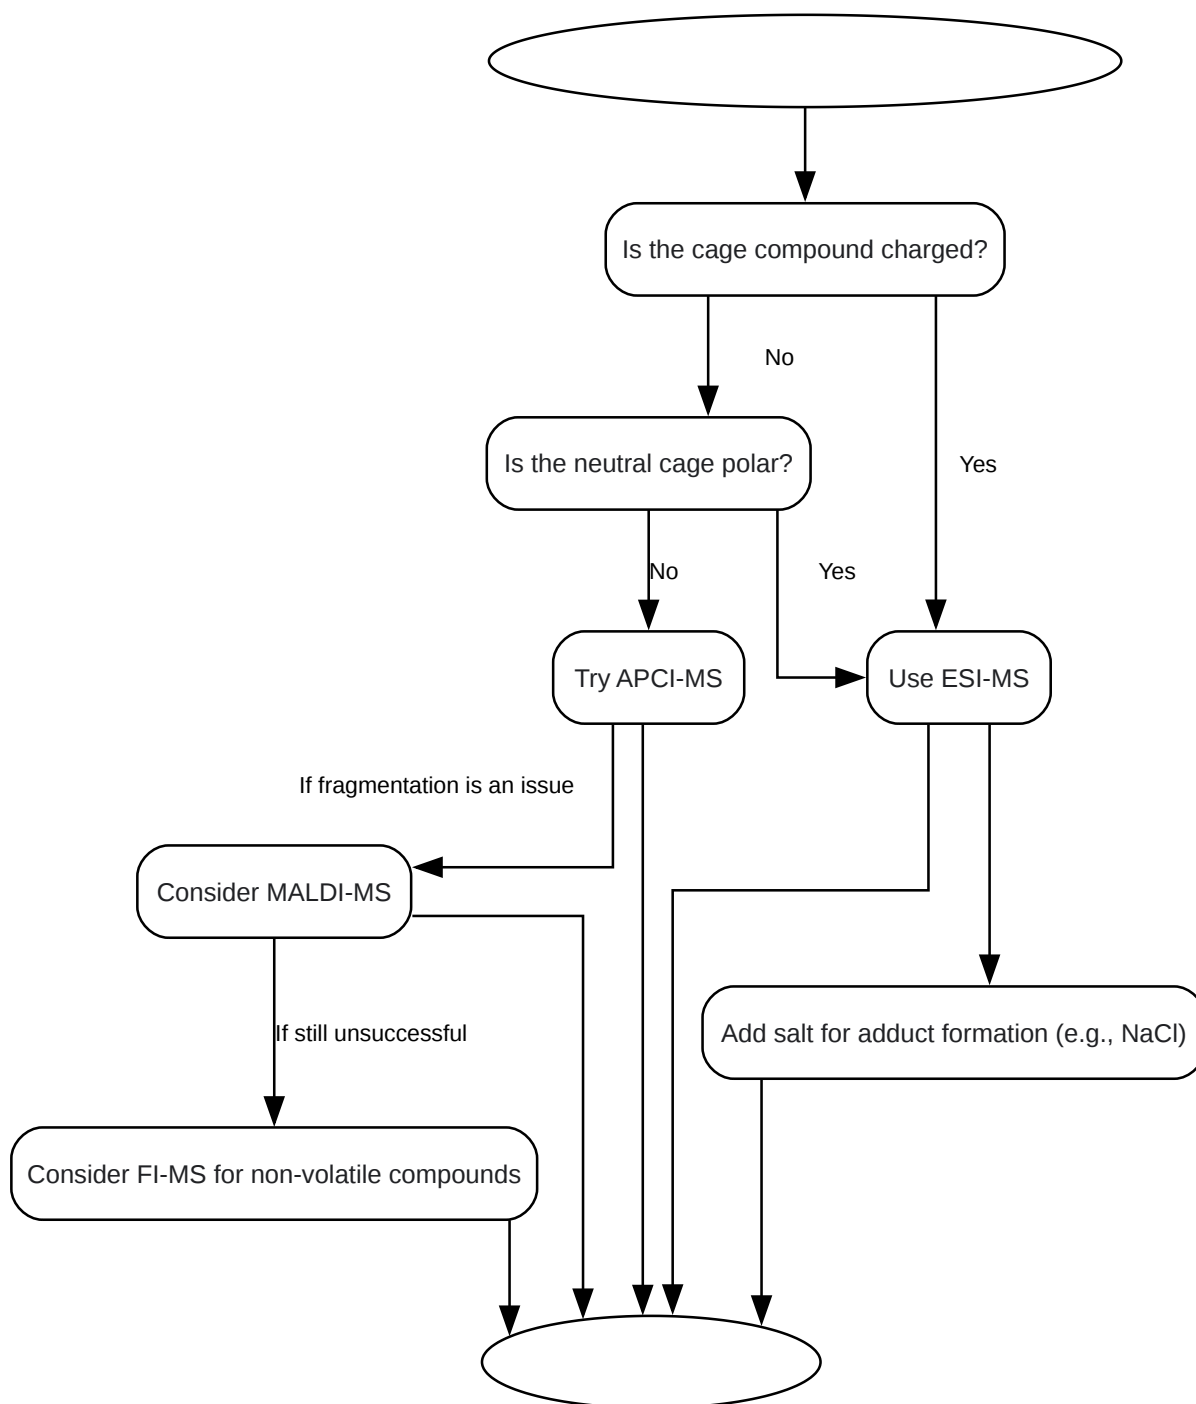 Is the cage compound charged?
No
Is the neutral cage polar?
Yes
No
Yes
Try APCI-MS
Use ESI-MS
If fragmentation is an issue
Consider MALDI-MS
If still unsuccessful
Add salt for adduct formation (e.g., NaCl)
Consider FI-MS for non-volatile compounds